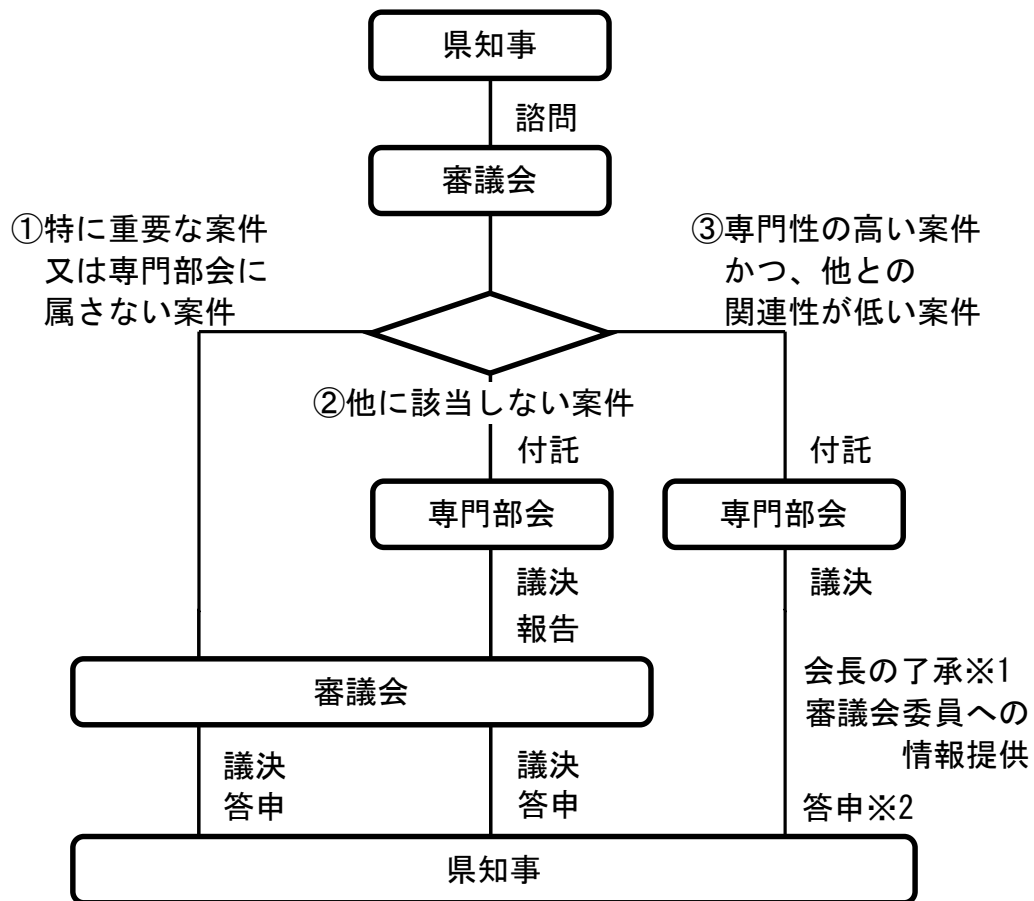 県知事
諮問
審議会
①特に重要な案件
又は専門部会に
属さない案件
③専門性の高い案件
かつ、他との
関連性が低い案件
②他に該当しない案件
付託
付託
専門部会
専門部会
議決
報告
議決
審議会
会長の了承※1
審議会委員への
情報提供
議決
答申
議決
答申
答申※2
県知事